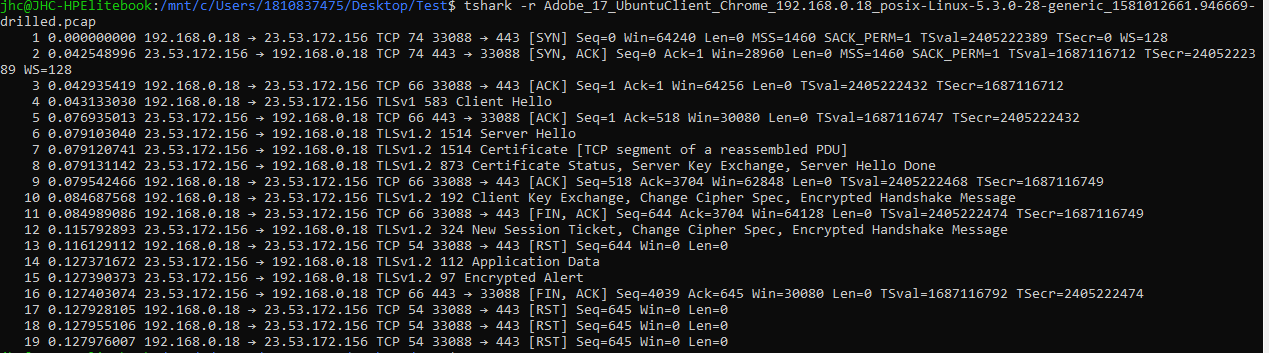 jhc@JHC-HPElitebook:/mnt/c/Users/1810837475/Desktop/Test$ tshark -r Adobe_17_UbuntuClient_Chrome_192.168.0.18_posix-Linux-5.3.0-28-generic_1581012661.946669-
drilled.pcap
1 0.000000000 192.168.0.18 → 23.53.172.156 TCP 74 33088 → 443 [SYN] Seq=0 Win=64240 Len=0 MSS=1460 SACK_PERM=1 TSval=2405222389 TSecr=0 WS=128
2 0.042548996 23.53.172.156 → 192.168.0.18 TCP 74 443 → 33088 [SYN, ACK] Seq=0 Ack=1 Win=28960 Len=0 MSS=1460 SACK_PERM=1 TSval=1687116712 TSecr=24052223
89 WS=128
3 0.042935419 192.168.0.18 → 23.53.172.156 TCP 66 33088 → 443 [ACK] Seq=1 Ack=1 Win=64256 Len=0 TSval=2405222432 TSecr=1687116712
4 0.043133030 192.168.0.18 → 23.53.172.156 TLSv1 583 Client Hello
5 0.076935013 23.53.172.156 → 192.168.0.18 TCP 66 443 → 33088 [ACK] Seq=1 Ack=518 Win=30080 Len=0 TSval=1687116747 TSecr=2405222432
6 0.079103040 23.53.172.156 → 192.168.0.18 TLSv1.2 1514 Server Hello
7 0.079120741 23.53.172.156 → 192.168.0.18 TLSv1.2 1514 Certificate [TCP segment of a reassembled PDU]
8 0.079131142 23.53.172.156 → 192.168.0.18 TLSv1.2 873 Certificate Status, Server Key Exchange, Server Hello Done
9 0.079542466 192.168.0.18 → 23.53.172.156 TCP 66 33088 → 443 [ACK] Seq=518 Ack=3704 Win=62848 Len=0 TSval=2405222468 TSecr=1687116749
10 0.084687568 192.168.0.18 → 23.53.172.156 TLSv1.2 192 Client Key Exchange, Change Cipher Spec, Encrypted Handshake Message
11 0.084989086 192.168.0.18 → 23.53.172.156 TCP 66 33088 → 443 [FIN, ACK] Seq=644 Ack=3704 Win=64128 Len=0 TSval=2405222474 TSecr=1687116749
12 0.115792893 23.53.172.156 → 192.168.0.18 TLSv1.2 324 New Session Ticket, Change Cipher Spec, Encrypted Handshake Message
13 0.116129112 192.168.0.18 → 23.53.172.156 TCP 54 33088 → 443 [RST] Seq=644 Win=0 Len=0
14 0.127371672 23.53.172.156 → 192.168.0.18 TLSv1.2 112 Application Data
15 0.127390373 23.53.172.156 → 192.168.0.18 TLSv1.2 97 Encrypted Alert
16 0.127403074 23.53.172.156 → 192.168.0.18 TCP 66 443 → 33088 [FIN, ACK] Seq=4039 Ack=645 Win=30080 Len=0 TSval=1687116792 TSecr=2405222474
17 0.127928105 192.168.0.18 → 23.53.172.156 TCP 54 33088 → 443 [RST] Seq=645 Win=0 Len=0
18 0.127955106 192.168.0.18 → 23.53.172.156 TCP 54 33088 → 443 [RST] Seq=645 Win=0 Len=0
19 0.127976007 192.168.0.18 → 23.53.172.156 TCP 54 33088 → 443 [RST] Seq=645 Win=0 Len=0